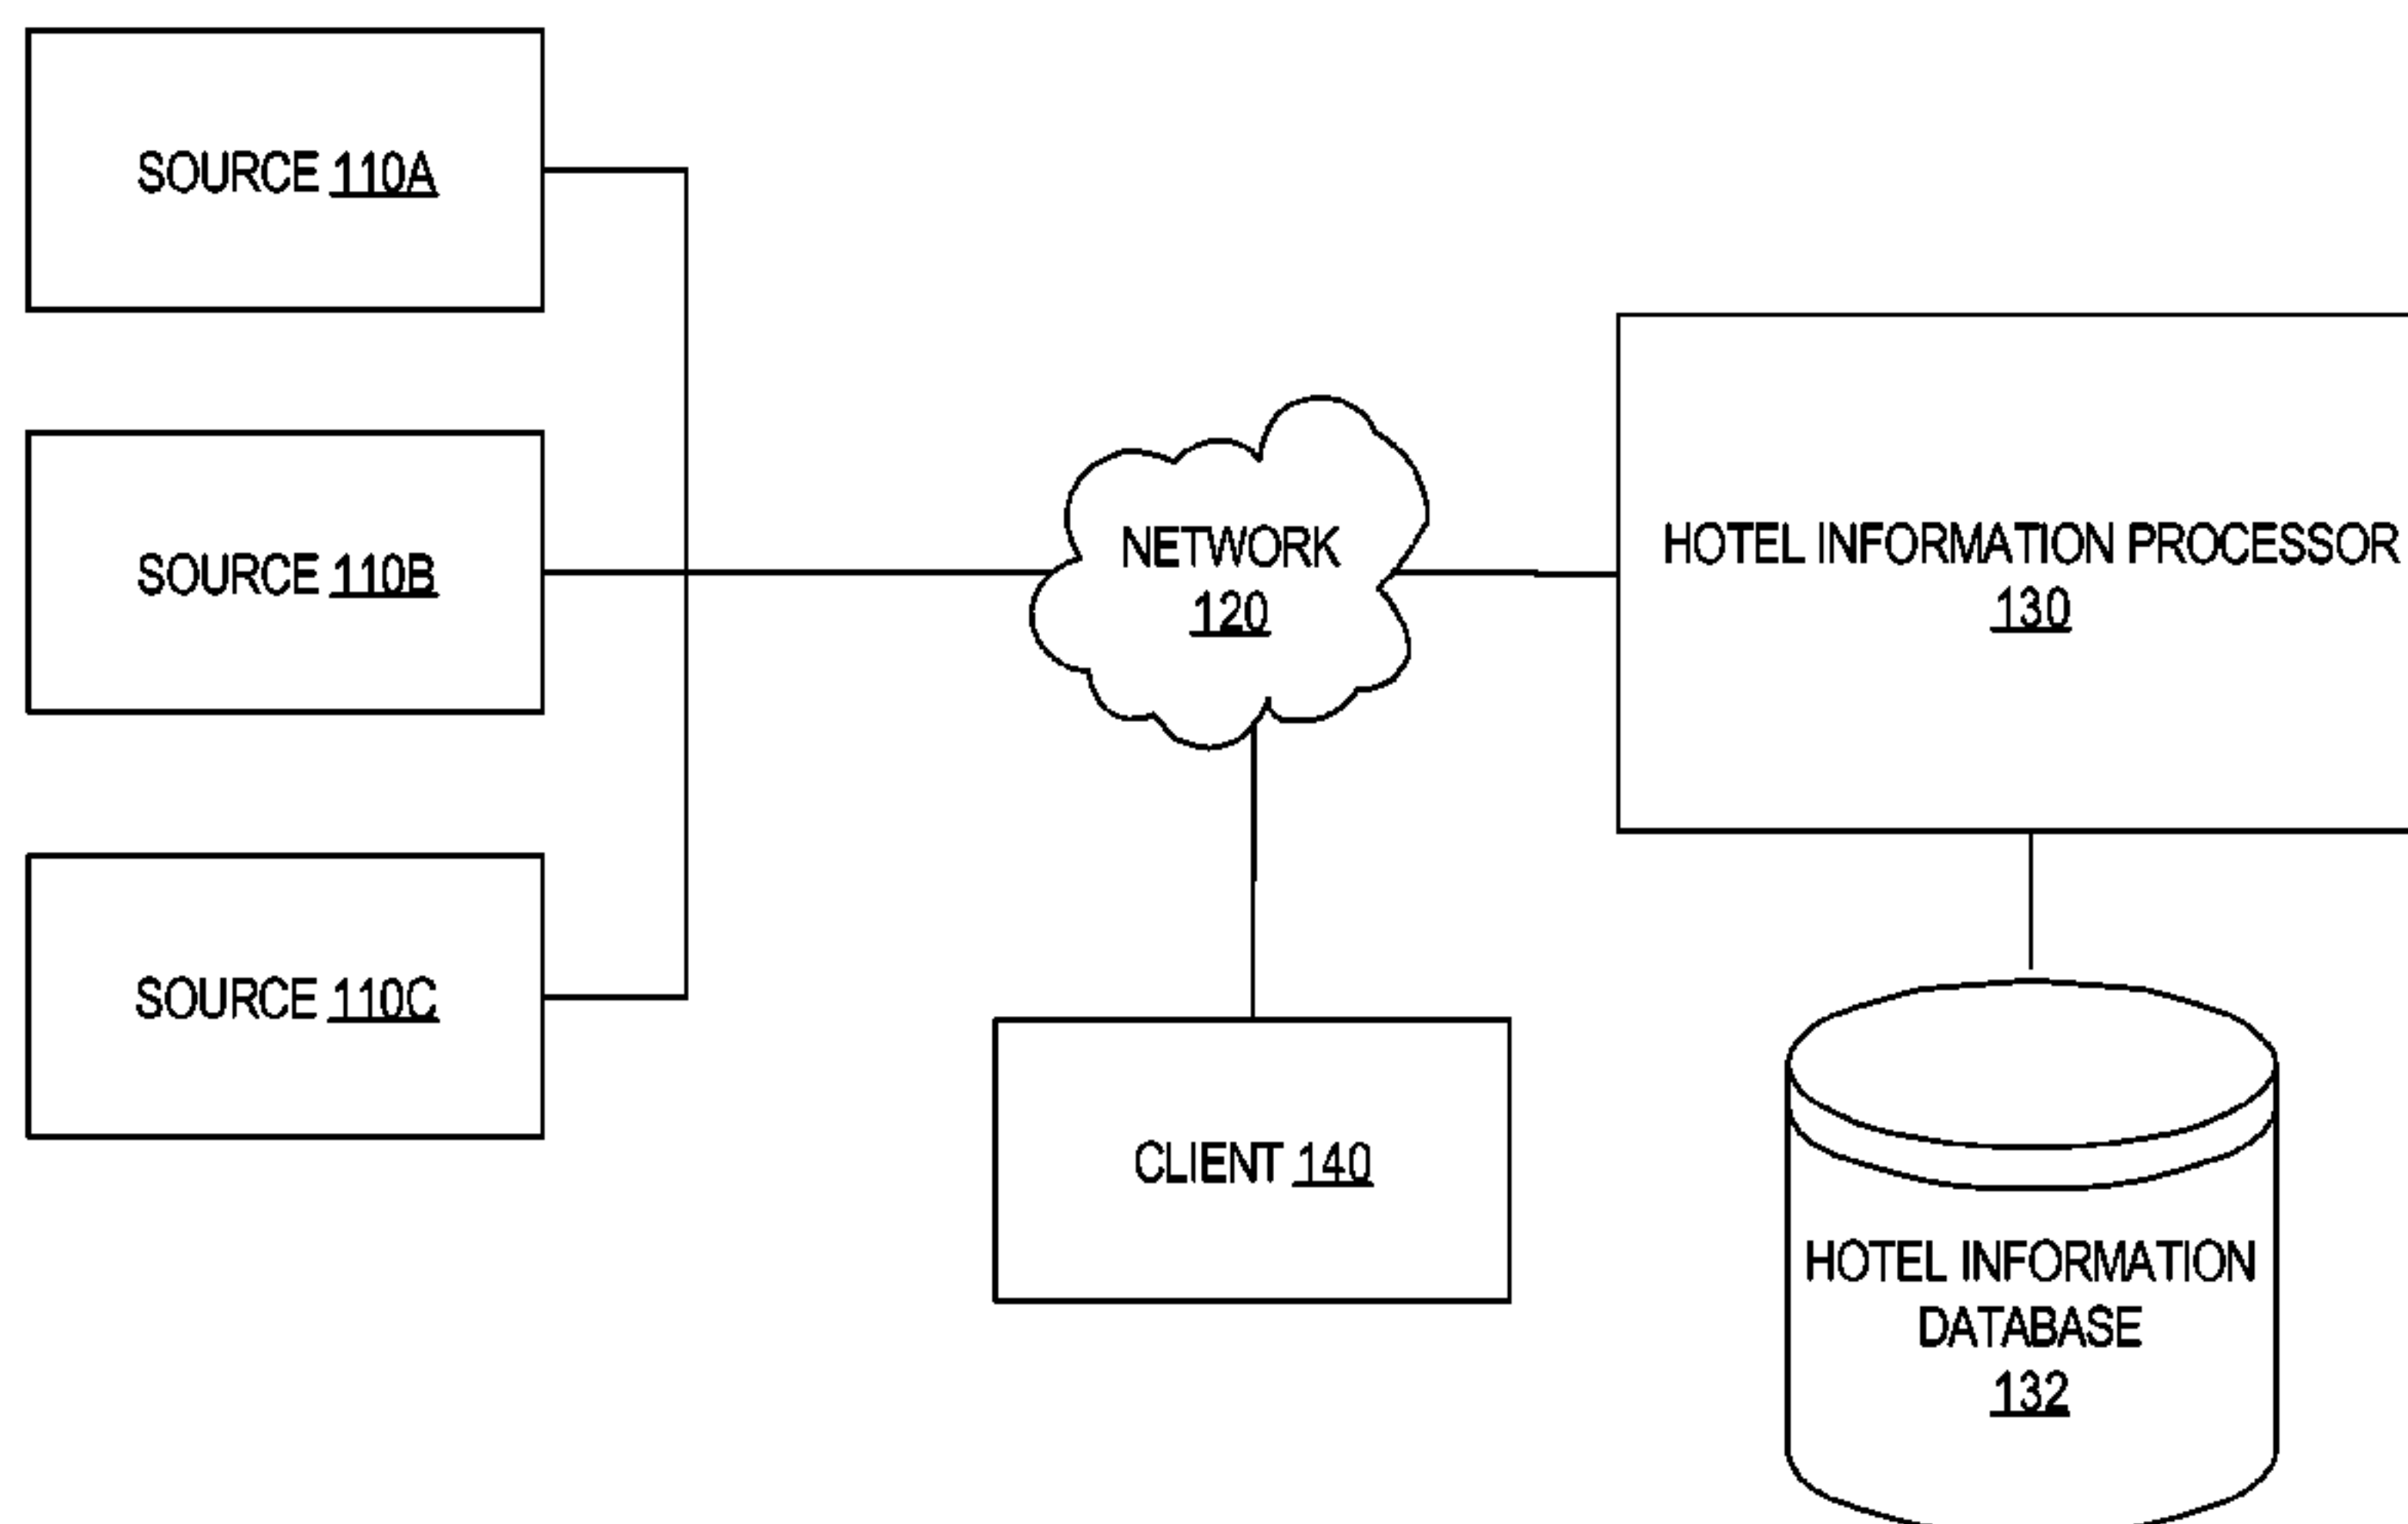 SOURCE 110A
SOURCE 110B
SOURCE 110C
NETWORK
120
HOTEL INFORMATION PROCESSOR
130
CLIENT 140
HOTEL INFORMATION
DATABASE
132